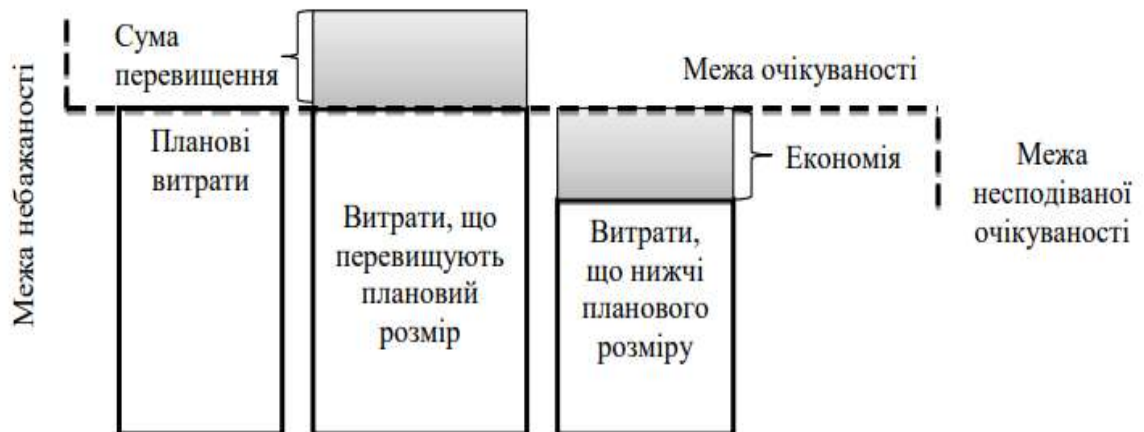 Межа небажаності
Сума
перевищення
Межа очікуваності
Планові
витрати
Витрати, що
перевищують
плановий
розмір
Економія
Витрати,
що нижчі
планового
розміру
Межа
несподіваної
очікуваності